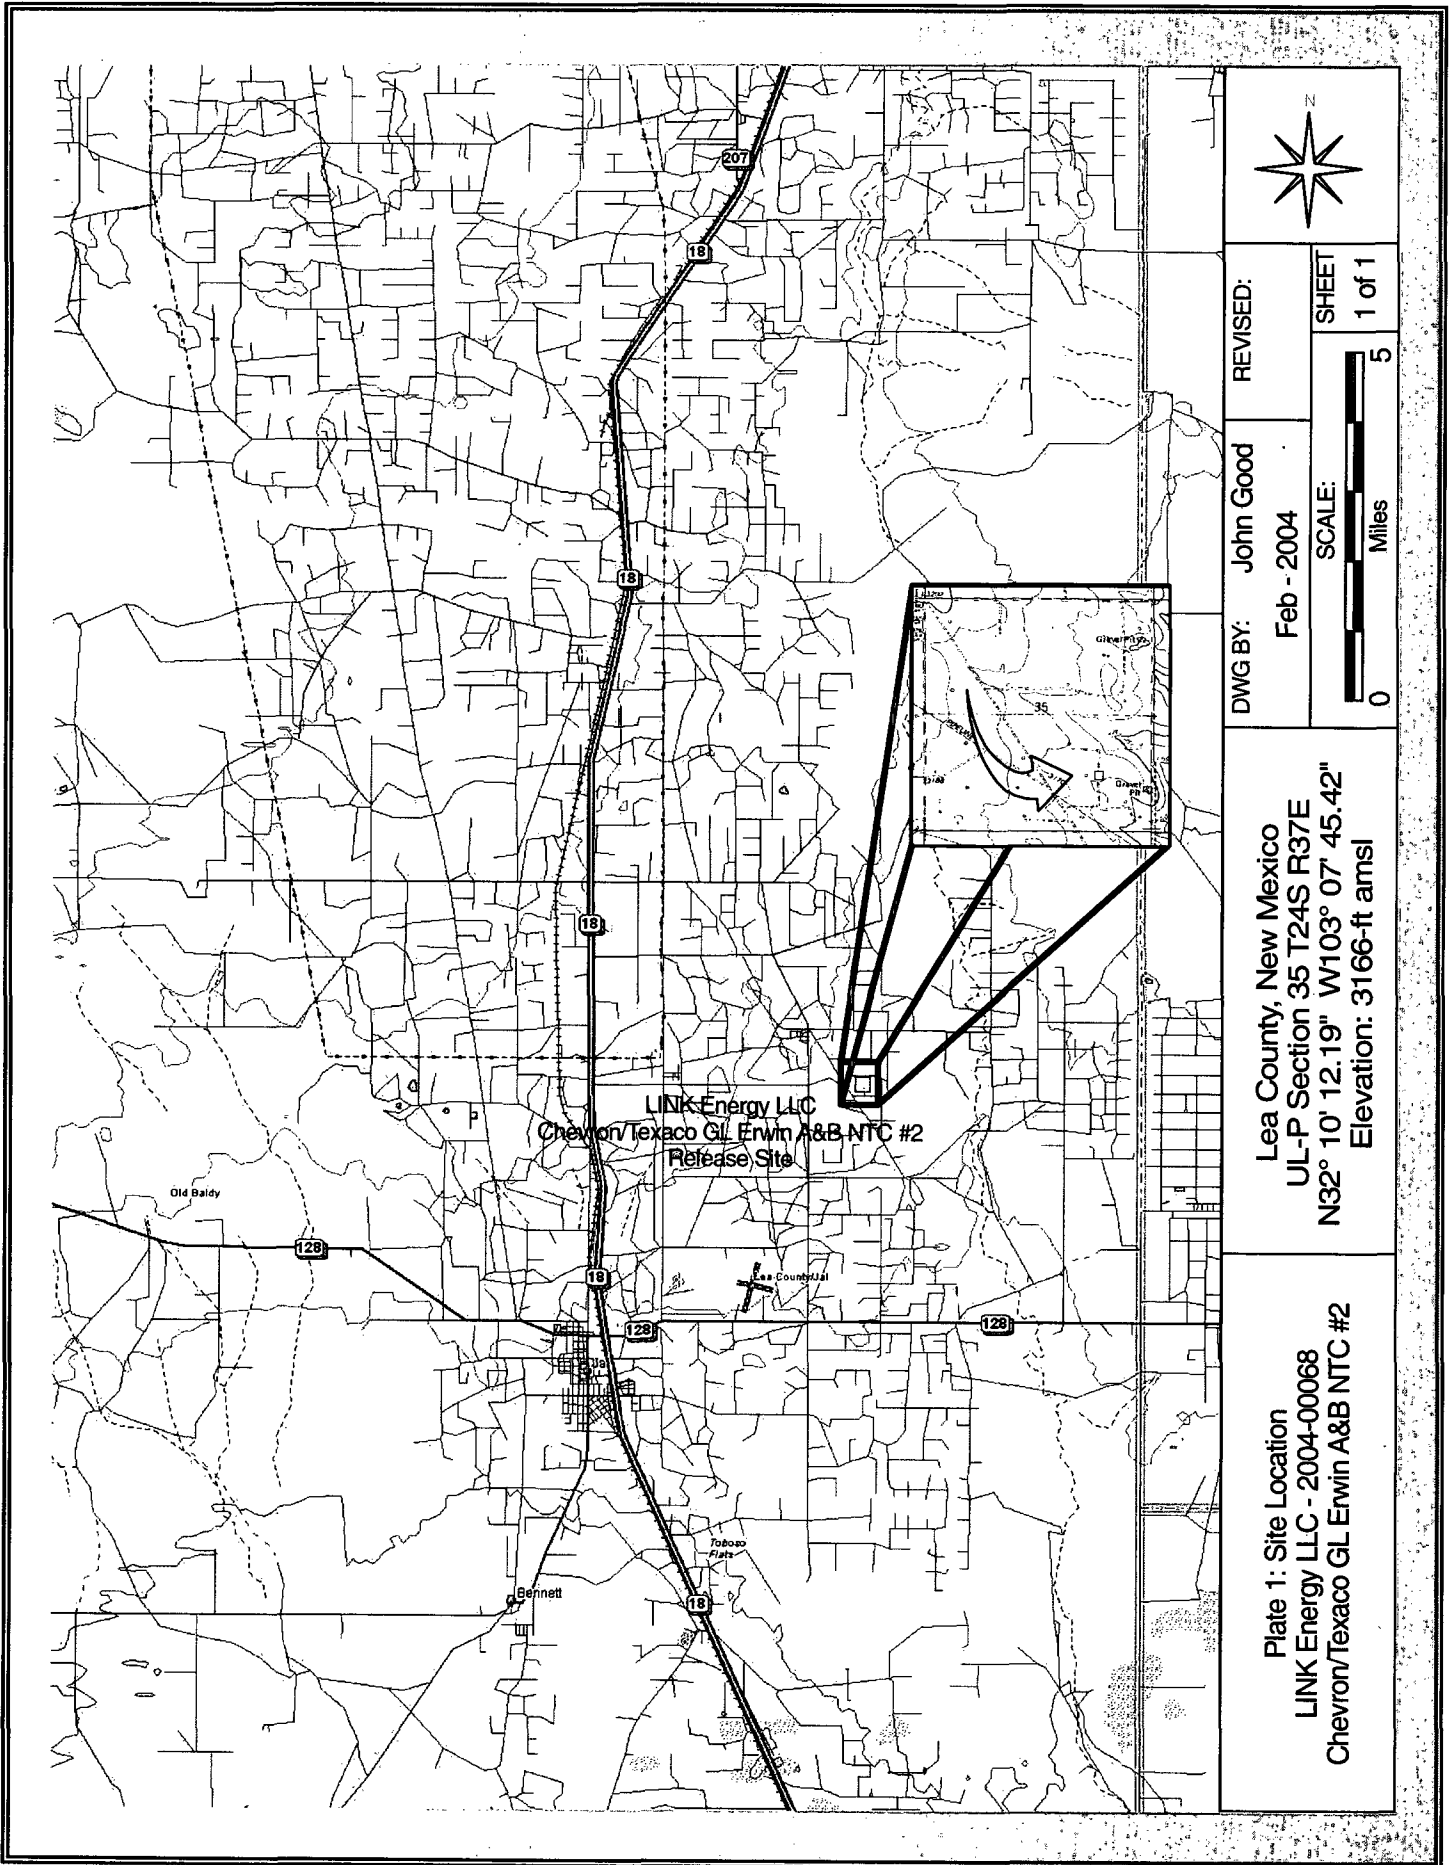 207
18
18
18
LINK Energy LLC
Chevron/Texaco GL Erwin A&B NTC #2
Release Site
Old Baldy
128
18
Lea County/Jal
128
128
Jal
Bennett
Toboso
Flats
18
35
Gravel Pits
Gravel
Pit
Plate 1: Site Location
LINK Energy LLC - 2004-00068
Chevron/Texaco GL Erwin A&B NTC #2
Lea County, New Mexico
UL-P Section 35 T24S R37E
N32° 10' 12.19" W103° 07' 45.42"
Elevation: 3166-ft amsl
DWG BY: John Good
Feb - 2004
REVISED:
SCALE:
0 Miles 5
SHEET
1 of 1
N